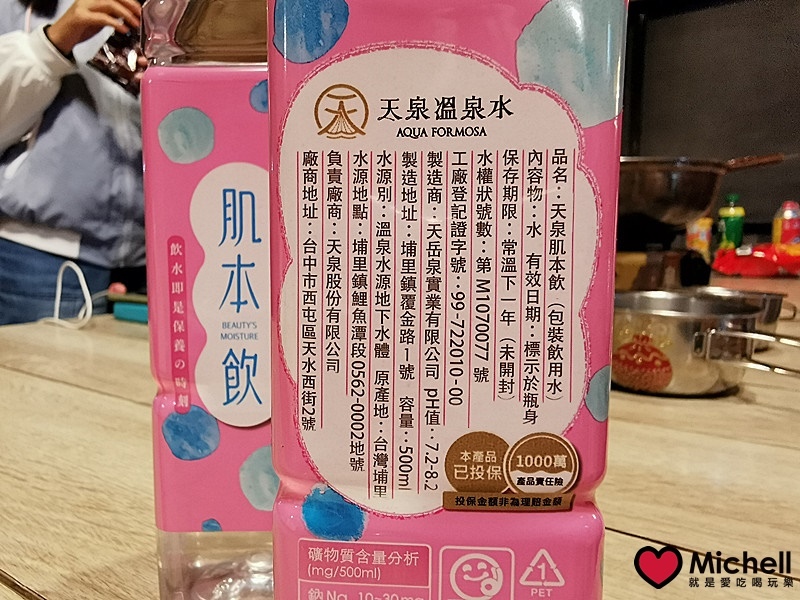 肌本飲
BEAUTY'S
MOISTURE
飲水即是保養の時刻
天泉溫泉水
AQUA FORMOSA
品名：天泉肌本飲（包裝飲用水）
內容物：水 有效日期：標示於瓶身
保存期限：常溫下一年（未開封）
水權狀號數：第M1070077號
工廠登記證字號：99-722010-00
製造商：天岳泉實業有限公司 pH值：7.2-8.2
製造地址：埔里鎮覆金路1號 容量：500ml
水源別：溫泉水源地下水體 原產地：台灣埔里
水源地點：埔里鎮鯉魚潭段0562-0002地號
負責廠商：天泉股份有限公司
廠商地址：台中市西屯區天水西街2號
本產品
已投保
1000萬
產品責任險
投保金額非為理賠金額
礦物質含量分析
(mg/500ml)
鈉Na 10~30mg
1
PET
Michell
就是愛吃喝玩樂